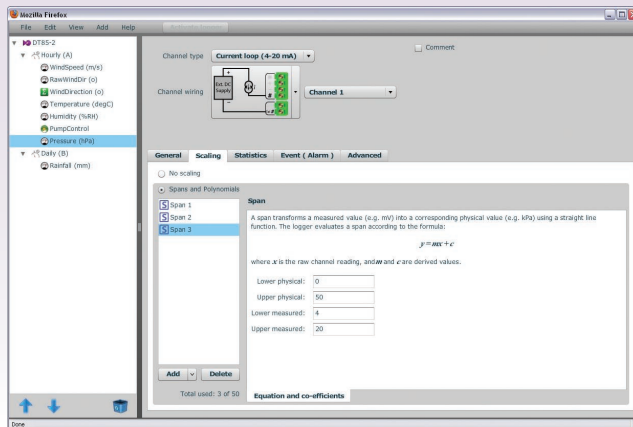 Mozilla Firefox
File Edit View Add Help
DT85-2
Hourly (A)
WindSpeed (m/s)
RawWindDir (o)
WindDirection (o)
Temperature (degC)
Humidity (%RH)
PumpControl
Pressure (hPa)
Daily (B)
Rainfall (mm)
Channel type Current loop (4-20 mA)
Comment
Channel wiring
Ext. DC
Supply
Channel 1
General Scaling Statistics Event ( Alarm ) Advanced
No scaling
Spans and Polynomials
Span 1
Span 2
Span 3
Add Delete
Total used: 3 of 50
Span
A span transforms a measured value (e.g. mV) into a corresponding physical value (e.g. kPa) using a straight line
function. The logger evaluates a span according to the formula:
y = mx + c
where x is the raw channel reading, and m and c are derived values.
Lower physical: 0
Upper physical: 50
Lower measured: 4
Upper measured: 20
Equation and co-efficients
Done